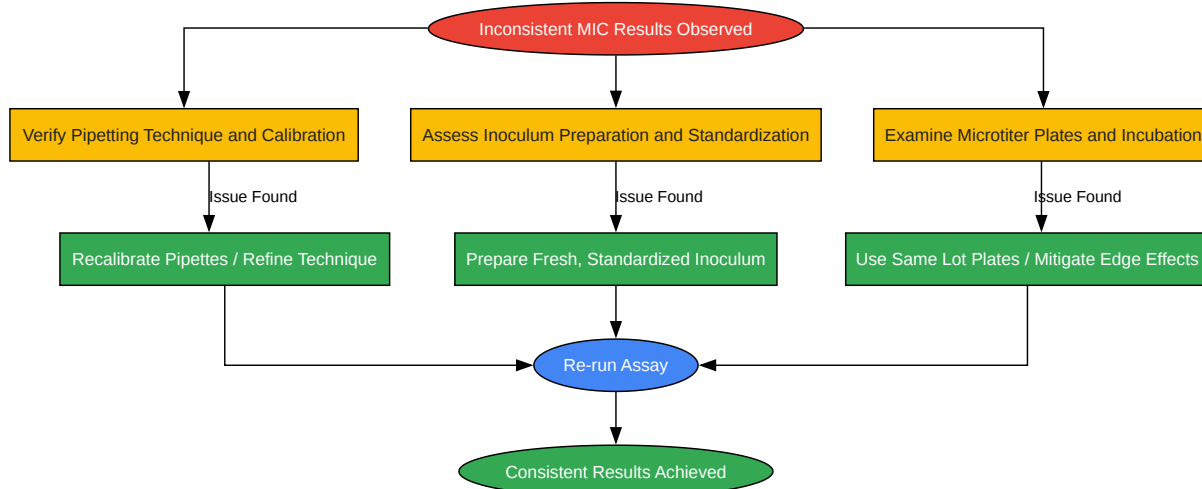 Inconsistent MIC Results Observed
Verify Pipetting Technique and Calibration
Assess Inoculum Preparation and Standardization
Examine Microtiter Plates and Incubation
Issue Found
Issue Found
Issue Found
Recalibrate Pipettes / Refine Technique
Prepare Fresh, Standardized Inoculum
Use Same Lot Plates / Mitigate Edge Effects
Re-run Assay
Consistent Results Achieved